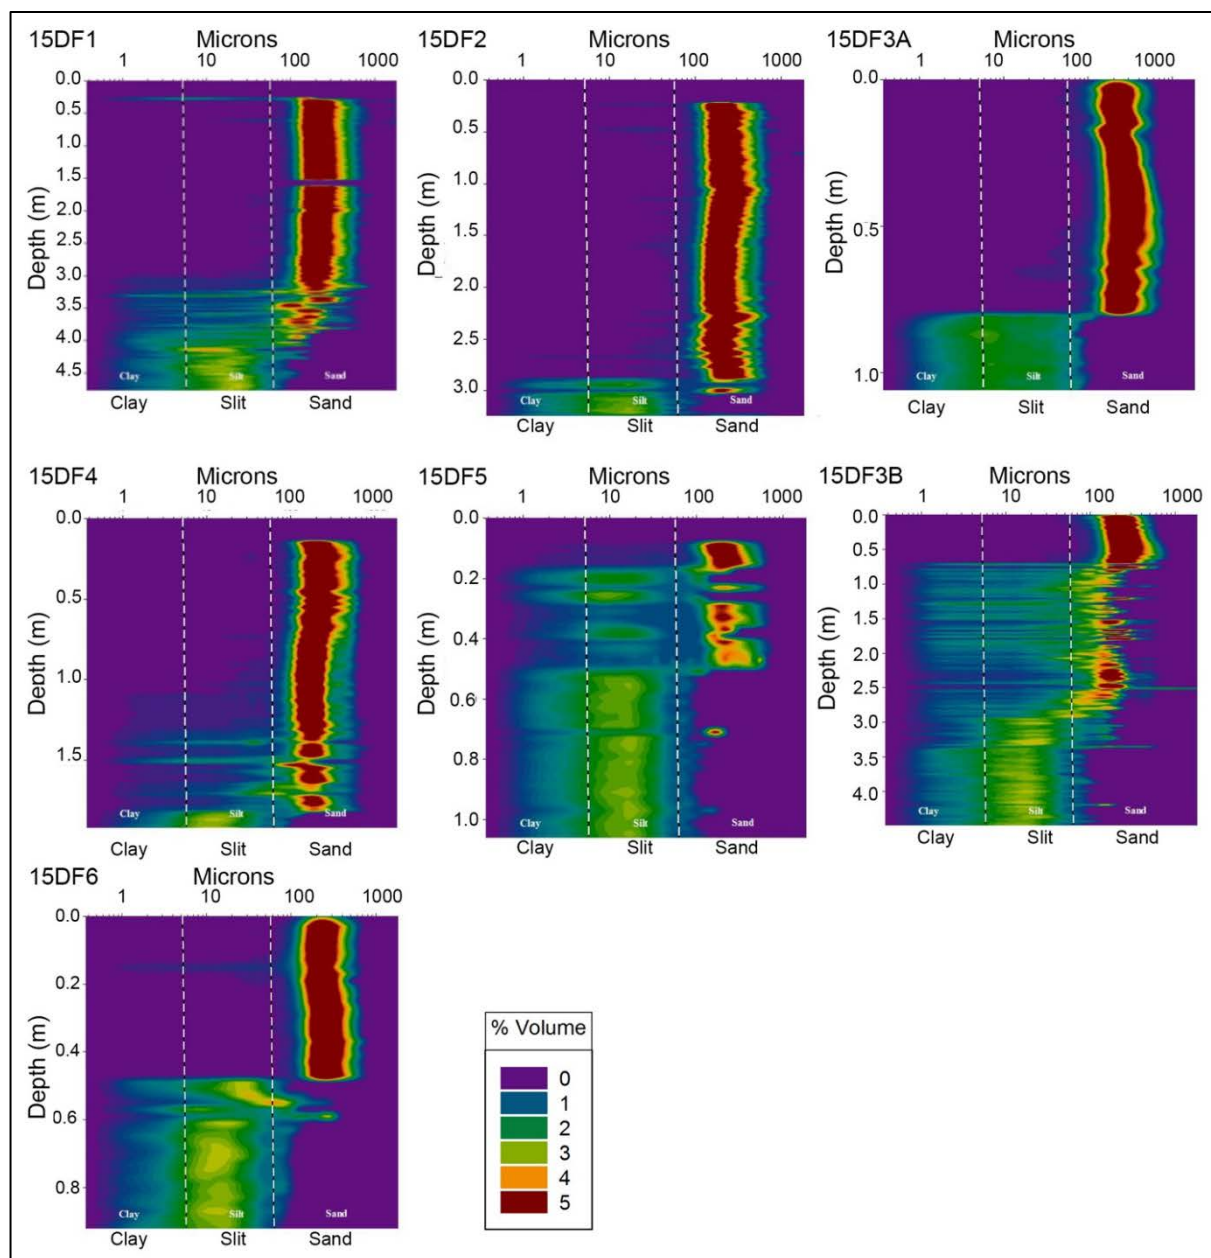 15DF1 Microns
1 10 100 1000
0.0
0.5
1.0
1.5
2.0
2.5
3.0
3.5
4.0
4.5
Depth (m)
Clay Silt Sand
Clay Slit Sand
15DF2 Microns
1 10 100 1000
0.0
0.5
1.0
1.5
2.0
2.5
3.0
Depth (m)
Clay Silt Sand
Clay Slit Sand
15DF3A Microns
1 10 100 1000
0.0
0.5
1.0
Depth (m)
Clay Silt Sand
Clay Slit Sand
15DF4 Microns
1 10 100 1000
0.0
0.5
1.0
1.5
Depth (m)
Clay Silt Sand
Clay Slit Sand
15DF5 Microns
1 10 100 1000
0.0
0.2
0.4
0.6
0.8
1.0
Depth (m)
Clay Silt Sand
Clay Slit Sand
15DF3B Microns
1 10 100 1000
0.0
0.5
1.0
1.5
2.0
2.5
3.0
3.5
4.0
Depth (m)
Clay Silt Sand
Clay Slit Sand
15DF6 Microns
1 10 100 1000
0.0
0.2
0.4
0.6
0.8
Depth (m)
Clay Silt Sand
Clay Slit Sand
% Volume
0
1
2
3
4
5